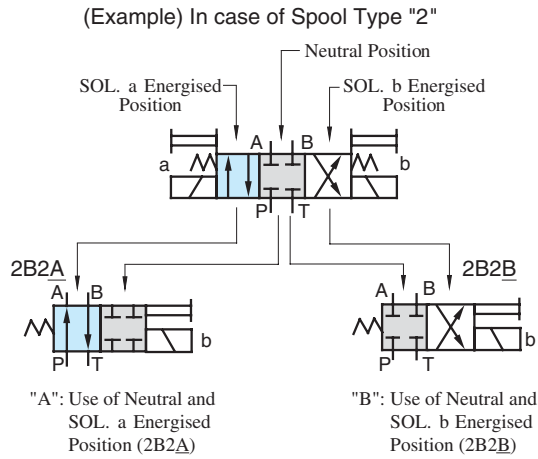 (Example) In case of Spool Type "2"
Neutral Position
SOL. a Energised
Position
SOL. b Energised
Position
A B
a b
P T
2B2A 2B2B
A B A B
b b
P T P T
"A": Use of Neutral and
SOL. a Energised
Position (2B2A)
"B": Use of Neutral and
SOL. b Energised
Position (2B2B)